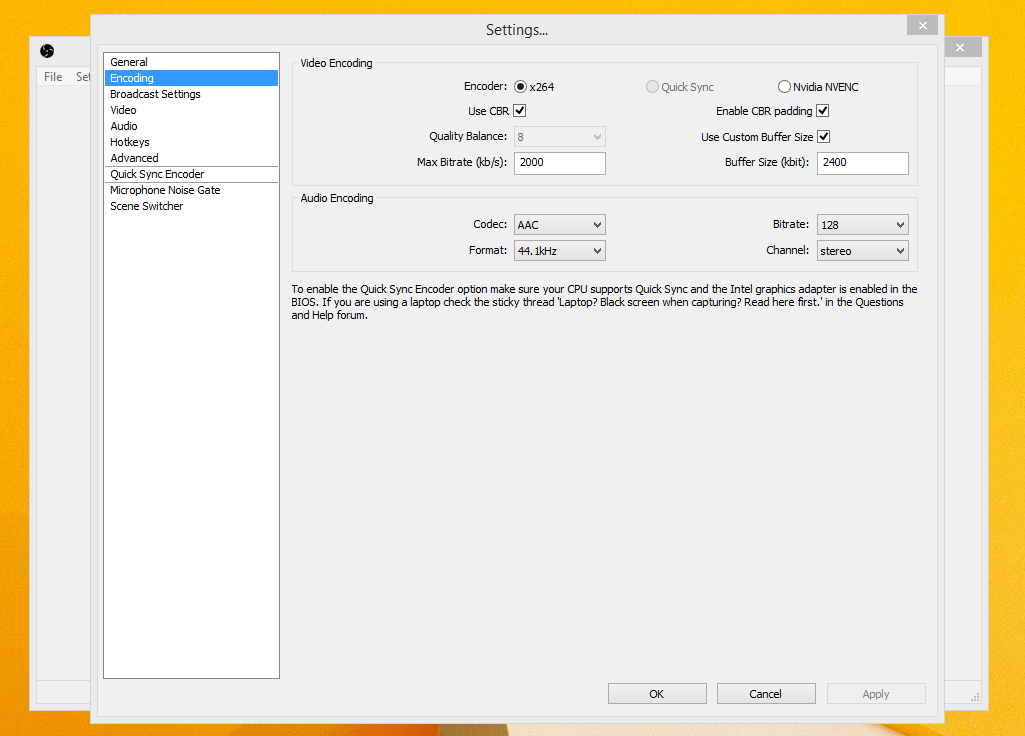 Settings...
File Set
General
Encoding
Broadcast Settings
Video
Audio
Hotkeys
Advanced
Quick Sync Encoder
Microphone Noise Gate
Scene Switcher
Video Encoding
Encoder: x264 Quick Sync Nvidia NVENC
Use CBR Enable CBR padding
Quality Balance: 8 Use Custom Buffer Size
Max Bitrate (kb/s): 2000 Buffer Size (kbit): 2400
Audio Encoding
Codec: AAC Bitrate: 128
Format: 44.1kHz Channel: stereo
To enable the Quick Sync Encoder option make sure your CPU supports Quick Sync and the Intel graphics adapter is enabled in the
BIOS. If you are using a laptop check the sticky thread 'Laptop? Black screen when capturing? Read here first.' in the Questions
and Help forum.
OK Cancel Apply